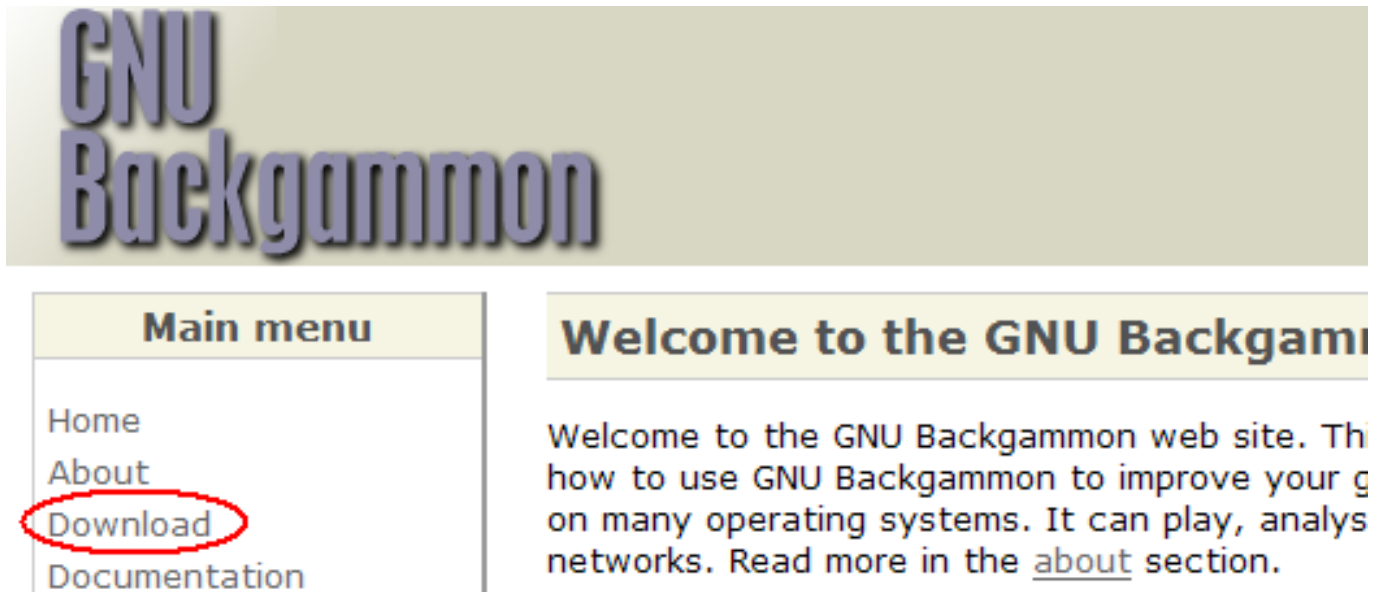 GNU
Backgammon
Main menu
Home
About
Download
Documentation
Welcome to the GNU Backgam
Welcome to the GNU Backgammon web site. Thi
how to use GNU Backgammon to improve your g
on many operating systems. It can play, analys
networks. Read more in the about section.